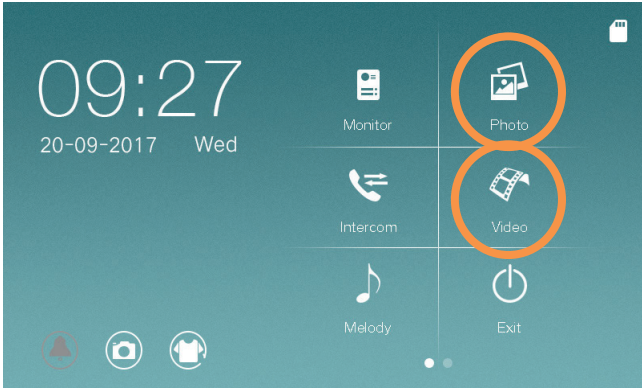 09:27
20-09-2017 Wed
Monitor
Photo
Intercom
Video
Melody
Exit